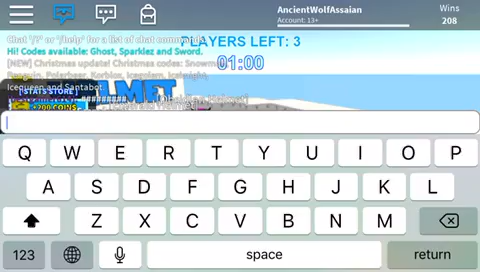 AncientWolfAssaian
Account: 13+
Wins
208
Chat '/?' or '/help' for a list of chat commands.
PLAYERS LEFT: 3
Hi! Codes available: Ghost, Sparklez and Sword.
01:00
[NEW] Christmas update! Christmas codes:
Icequeen and Santabot.
[STATS STORE]
+200 COINS
Q W E R T Y U I O P
A S D F G H J K L
Z X C V B N M
123
space
return